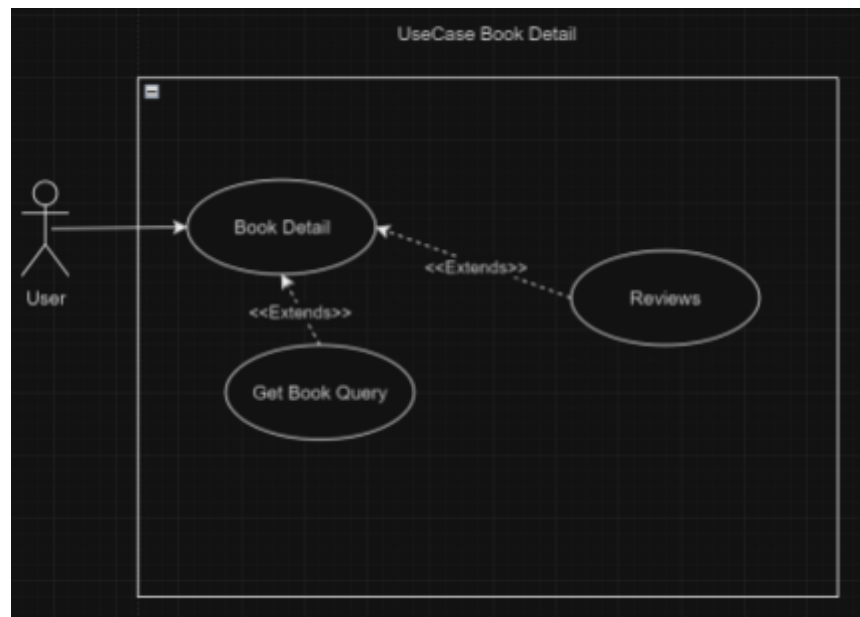 UseCase Book Detail
Book Detail
<<Extends>>
User
Reviews
<<Extends>>
Get Book Query